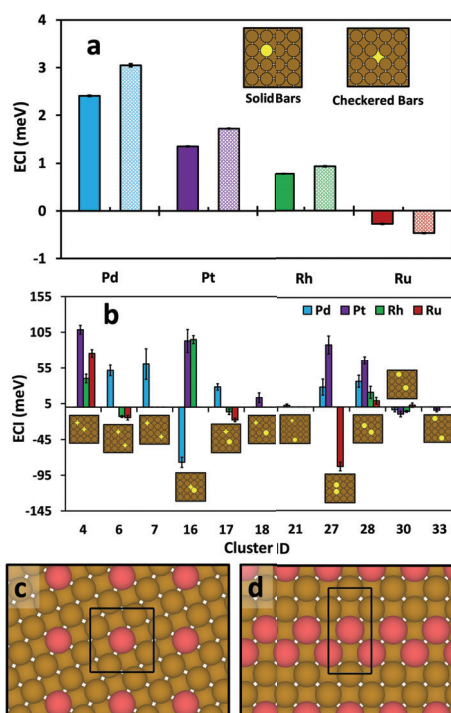 a
4
3
2
1
0
-1
ECI (meV)
Solid Bars
Checkered Bars
Pd
Pt
Rh
Ru
b
Pd
Pt
Rh
Ru
155
105
55
5
-45
-95
-145
ECI (meV)
4
6
7
16
17
18
21
27
28
30
33
Cluster ID
c
d